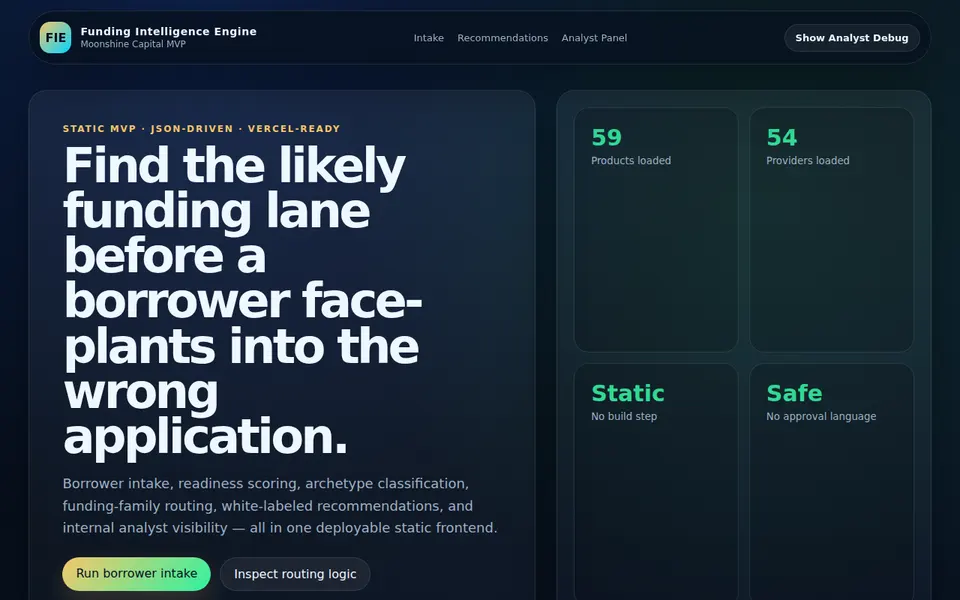 FIE
Funding Intelligence Engine
Moonshine Capital MVP
Intake
Recommendations
Analyst Panel
Show Analyst Debug
STATIC MVP · JSON-DRIVEN · VERCEL-READY
Find the likely
funding lane
before a
borrower face-
plants into the
wrong
application.
Borrower intake, readiness scoring, archetype classification,
funding-family routing, white-labeled recommendations, and
internal analyst visibility — all in one deployable static frontend.
Run borrower intake
Inspect routing logic
59
Products loaded
54
Providers loaded
Static
No build step
Safe
No approval language